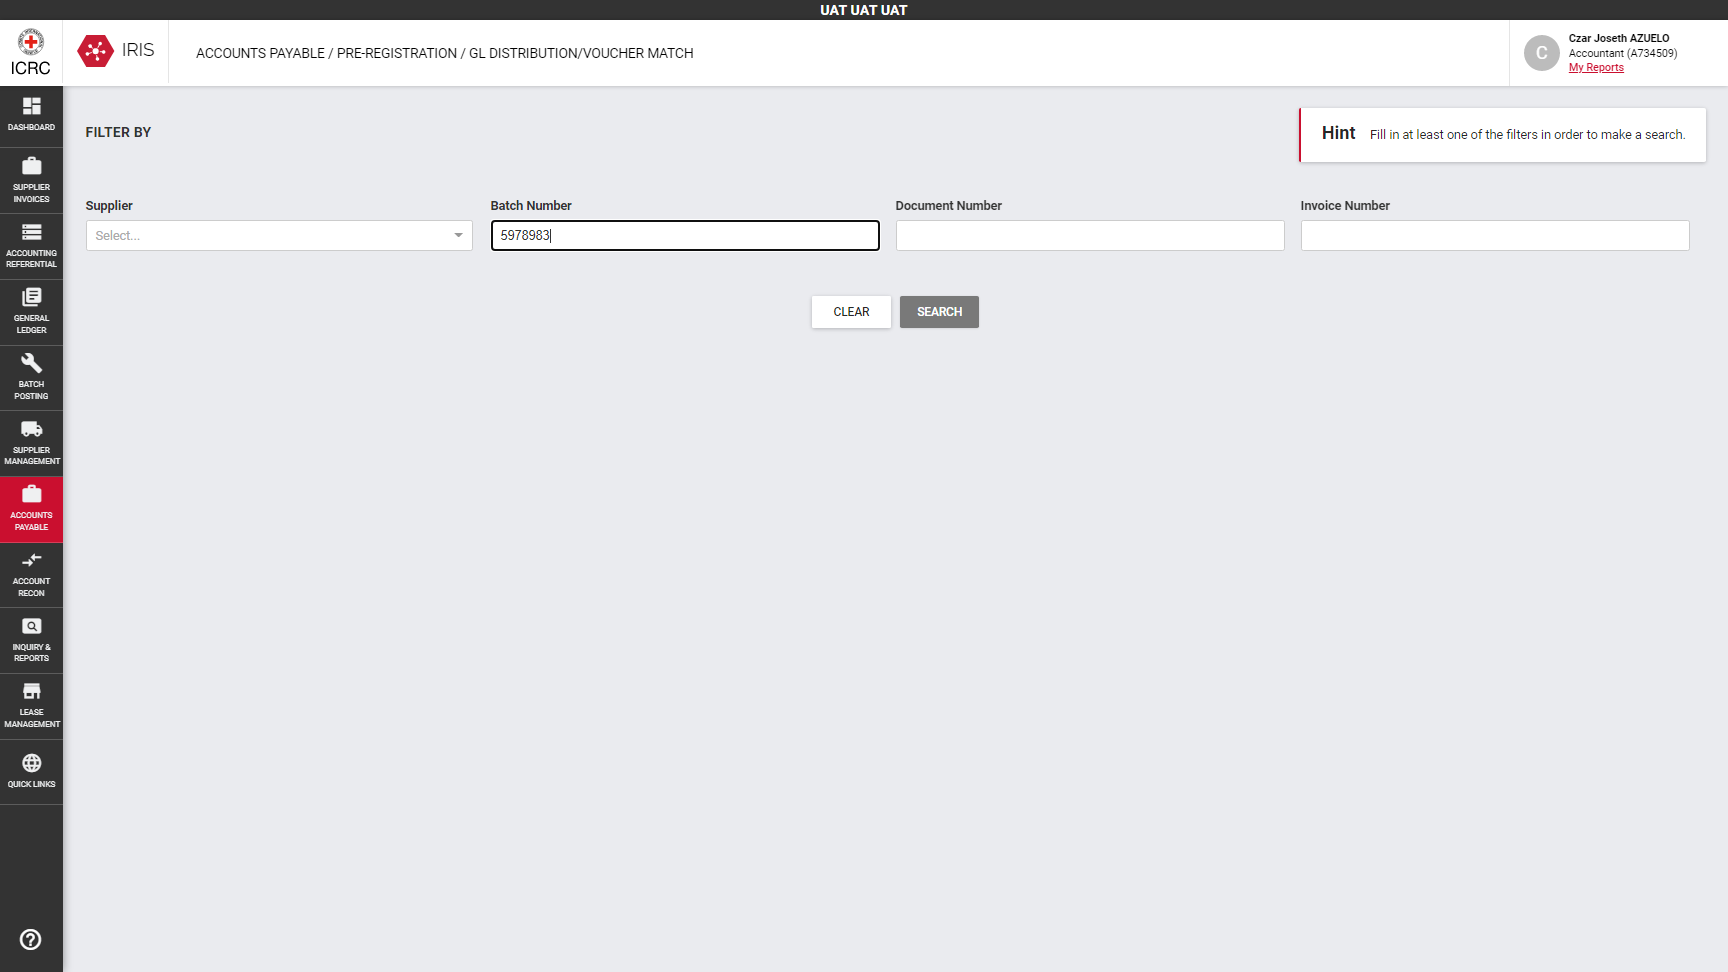 UAT UAT UAT
ICRC
IRIS
ACCOUNTS PAYABLE / PRE-REGISTRATION / GL DISTRIBUTION/VOUCHER MATCH
C
Czar Joseth AZUELO
Accountant (A734509)
My Reports
DASHBOARD
SUPPLIER
INVOICES
ACCOUNTING
REFERENTIAL
GENERAL
LEDGER
BATCH
POSTING
SUPPLIER
MANAGEMENT
ACCOUNTS
PAYABLE
ACCOUNT
RECON
INQUIRY &
REPORTS
LEASE
MANAGEMENT
QUICK LINKS
FILTER BY
Hint Fill in at least one of the filters in order to make a search.
Supplier
Select...
Batch Number
5978983
Document Number
Invoice Number
CLEAR
SEARCH